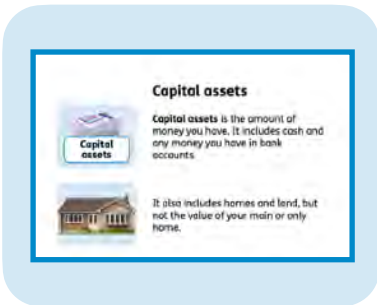 Capital assets
Capital assets is the amount of
money you have. It includes cash and
any money you have in bank
accounts.
Capital
assets
It also includes homes and land, but
not the value of your main or only
home.